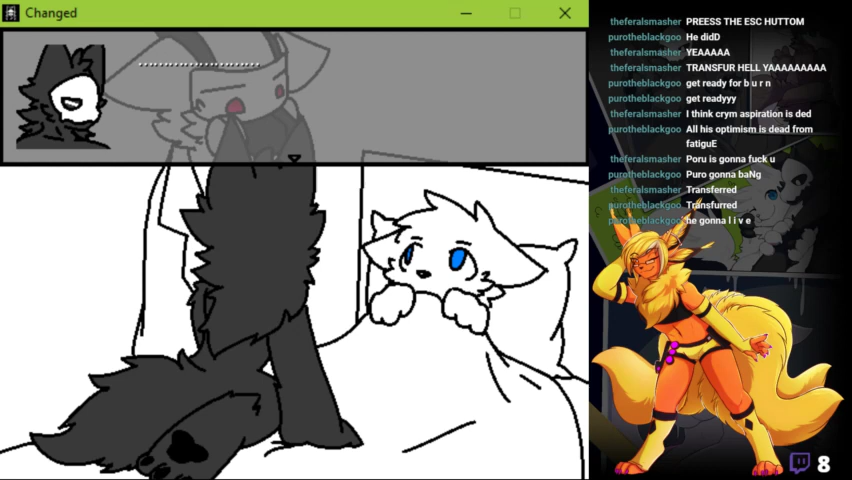 Changed
........................
theferalsmasher PREESS THE ESC HUTTOM
purotheblackgoo He didD
theferalsmasher YEAAAAA
theferalsmasher TRANSFUR HELL YAAAAAAAAA
purotheblackgoo get ready for b u r n
purotheblackgoo get readyyy
theferalsmasher I think crym aspiration is ded
purotheblackgoo All his optimism is dead from
fatiguE
theferalsmasher Poru is gonna fuck u
purotheblackgoo Puro gonna baNg
theferalsmasher Transferred
purotheblackgoo Transfurred
purotheblackgoo he gonna l i v e
8